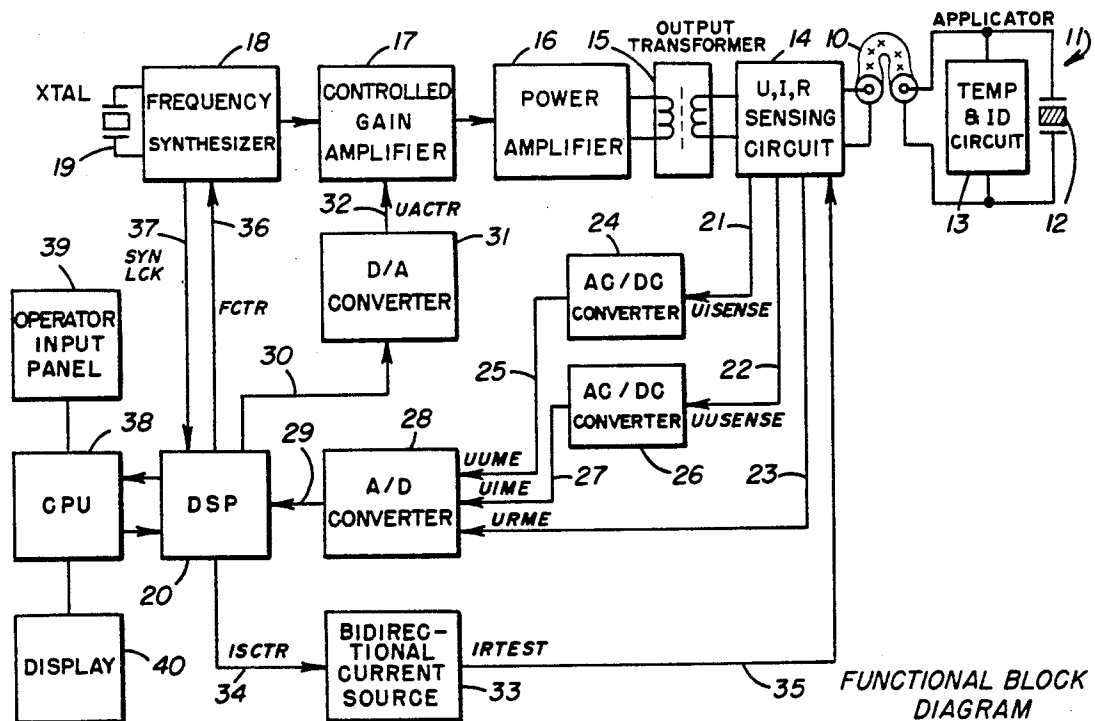 OUTPUT
TRANSFORMER
APPLICATOR
18
17
16
15
14
10
11
XTAL
19
FREQUENCY
SYNTHESIZER
CONTROLLED
GAIN
AMPLIFIER
POWER
AMPLIFIER
U,I,R
SENSING
CIRCUIT
TEMP
& ID
CIRCUIT
13
12
37
SYN
LCK
36
FCTR
32
UACTR
31
D/A
CONVERTER
30
21
22
23
24
AC/DC
CONVERTER
UISENSE
25
AC/DC
CONVERTER
UUSENSE
26
27
39
OPERATOR
INPUT
PANEL
38
CPU
DSP
20
29
28
A/D
CONVERTER
UUME
UIME
URME
DISPLAY
40
ISCTR
34
BIDIREC-
TIONAL
CURRENT
SOURCE
33
IRTEST
35
FUNCTIONAL BLOCK
DIAGRAM